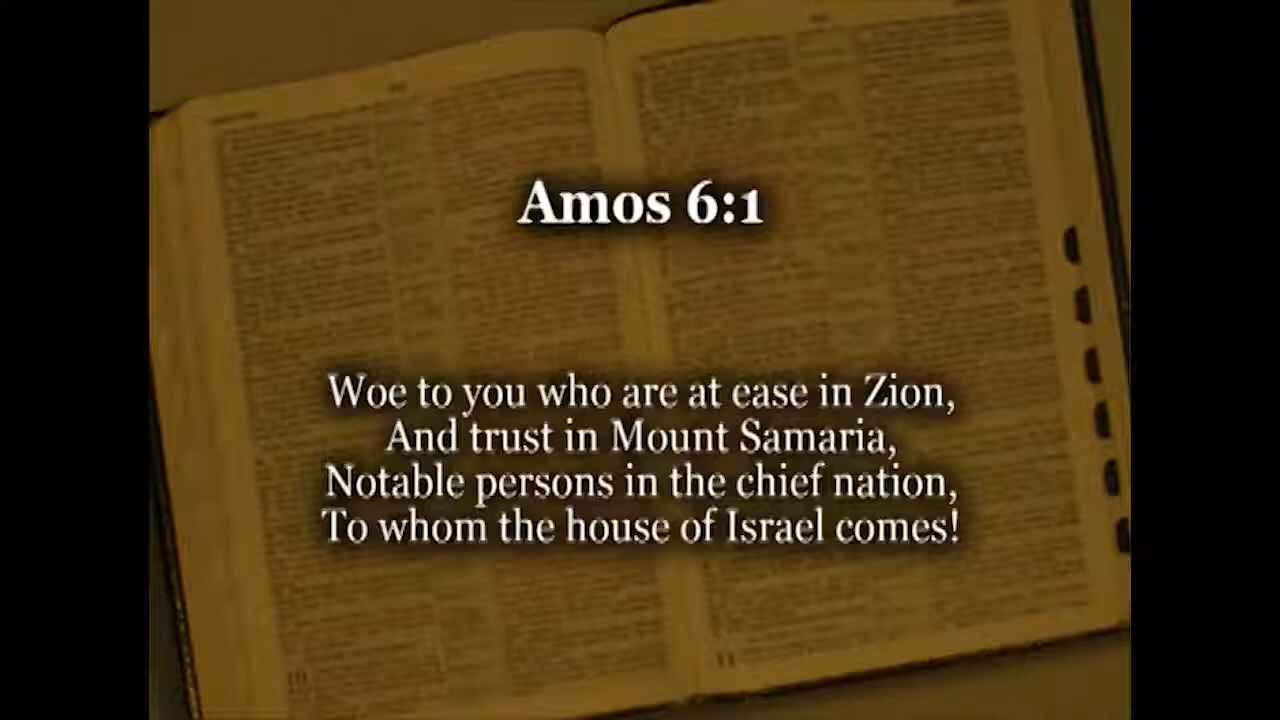 Amos 6:1
Woe to you who are at ease in Zion,
And trust in Mount Samaria,
Notable persons in the chief nation,
To whom the house of Israel comes!